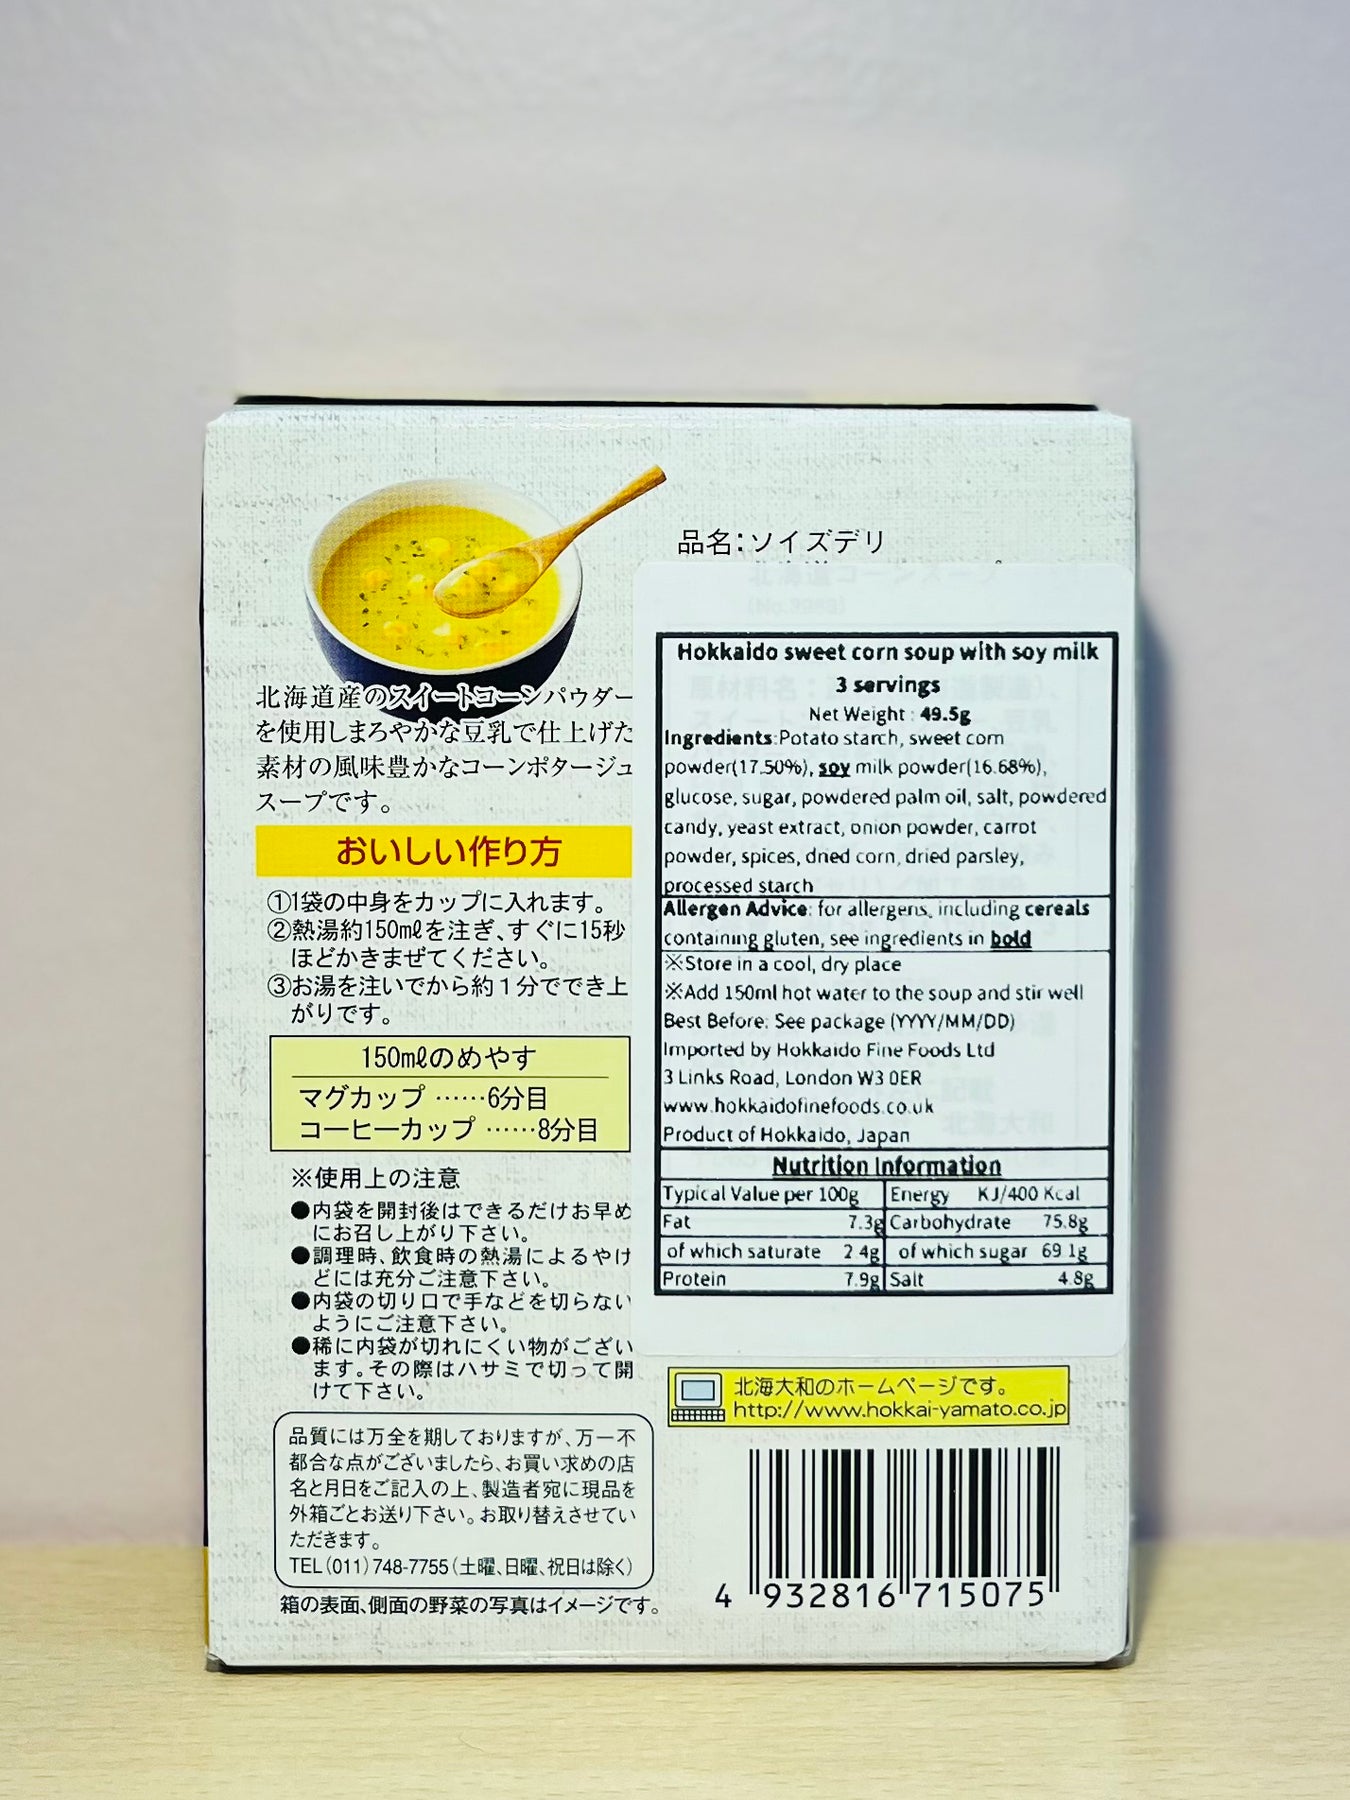 品名:ソイズデリ
北海道産のスイートコーンパウダー
を使用しまろやかな豆乳で仕上げた
素材の風味豊かなコーンポタージュ
スープです。
おいしい作り方
①1袋の中身をカップに入れます。
②熱湯約150mℓを注ぎ、すぐに15秒
ほどかきまぜてください。
③お湯を注いでから約1分ででき上
がりです。
150mℓのめやす
マグカップ ……6分目
コーヒーカップ ……8分目
※使用上の注意
●内袋を開封後はできるだけお早め
にお召し上がり下さい。
●調理時、飲食時の熱湯によるやけ
どには充分ご注意下さい。
●内袋の切り口で手などを切らない
ようにご注意下さい。
●稀に内袋が切れにくい物がござい
ます。その際はハサミで切って開
けて下さい。
品質には万全を期しておりますが、万一不
都合な点がございましたら、お買い求めの店
名と月日をご記入の上、製造者宛に現品を
外箱ごとお送り下さい。お取り替えさせてい
ただきます。
TEL(011)748-7755(土曜、日曜、祝日は除く)
箱の表面、側面の野菜の写真はイメージです。
Hokkaido sweet corn soup with soy milk
3 servings
Net Weight : 49.5g
Ingredients:Potato starch, sweet corn
powder(17.50%), soy milk powder(16.68%),
glucose, sugar, powdered palm oil, salt, powdered
candy, yeast extract, onion powder, carrot
powder, spices, dried corn, dried parsley,
processed starch
Allergen Advice: for allergens, including cereals
containing gluten, see ingredients in bold
※Store in a cool, dry place
※Add 150ml hot water to the soup and stir well
Best Before: See package (YYYY/MM/DD)
Imported by Hokkaido Fine Foods Ltd
3 Links Road, London W3 0ER
www.hokkaidofinefoods.co.uk
Product of Hokkaido, Japan
Nutrition Information
Typical Value per 100g Energy KJ/400 Kcal
Fat 7.3g Carbohydrate 75.8g
of which saturate 2.4g of which sugar 69.1g
Protein 7.9g Salt 4.8g
北海大和のホームページです。
http://www.hokkai-yamato.co.jp
4 932816 715075